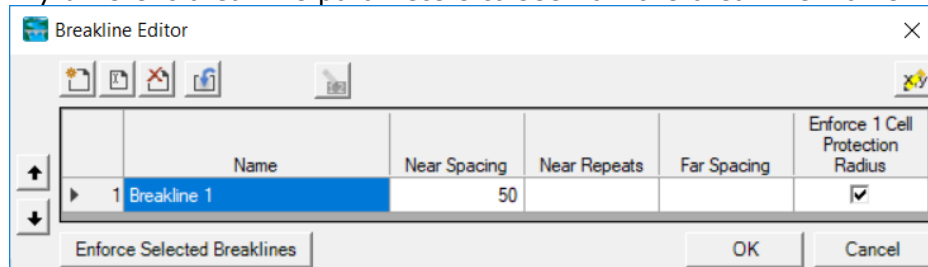 Breakline Editor
x,y
Enforce 1 Cell
Protection
Radius
Name Near Spacing Near Repeats Far Spacing
1 Breakline 1 50
Enforce Selected Breaklines OK Cancel